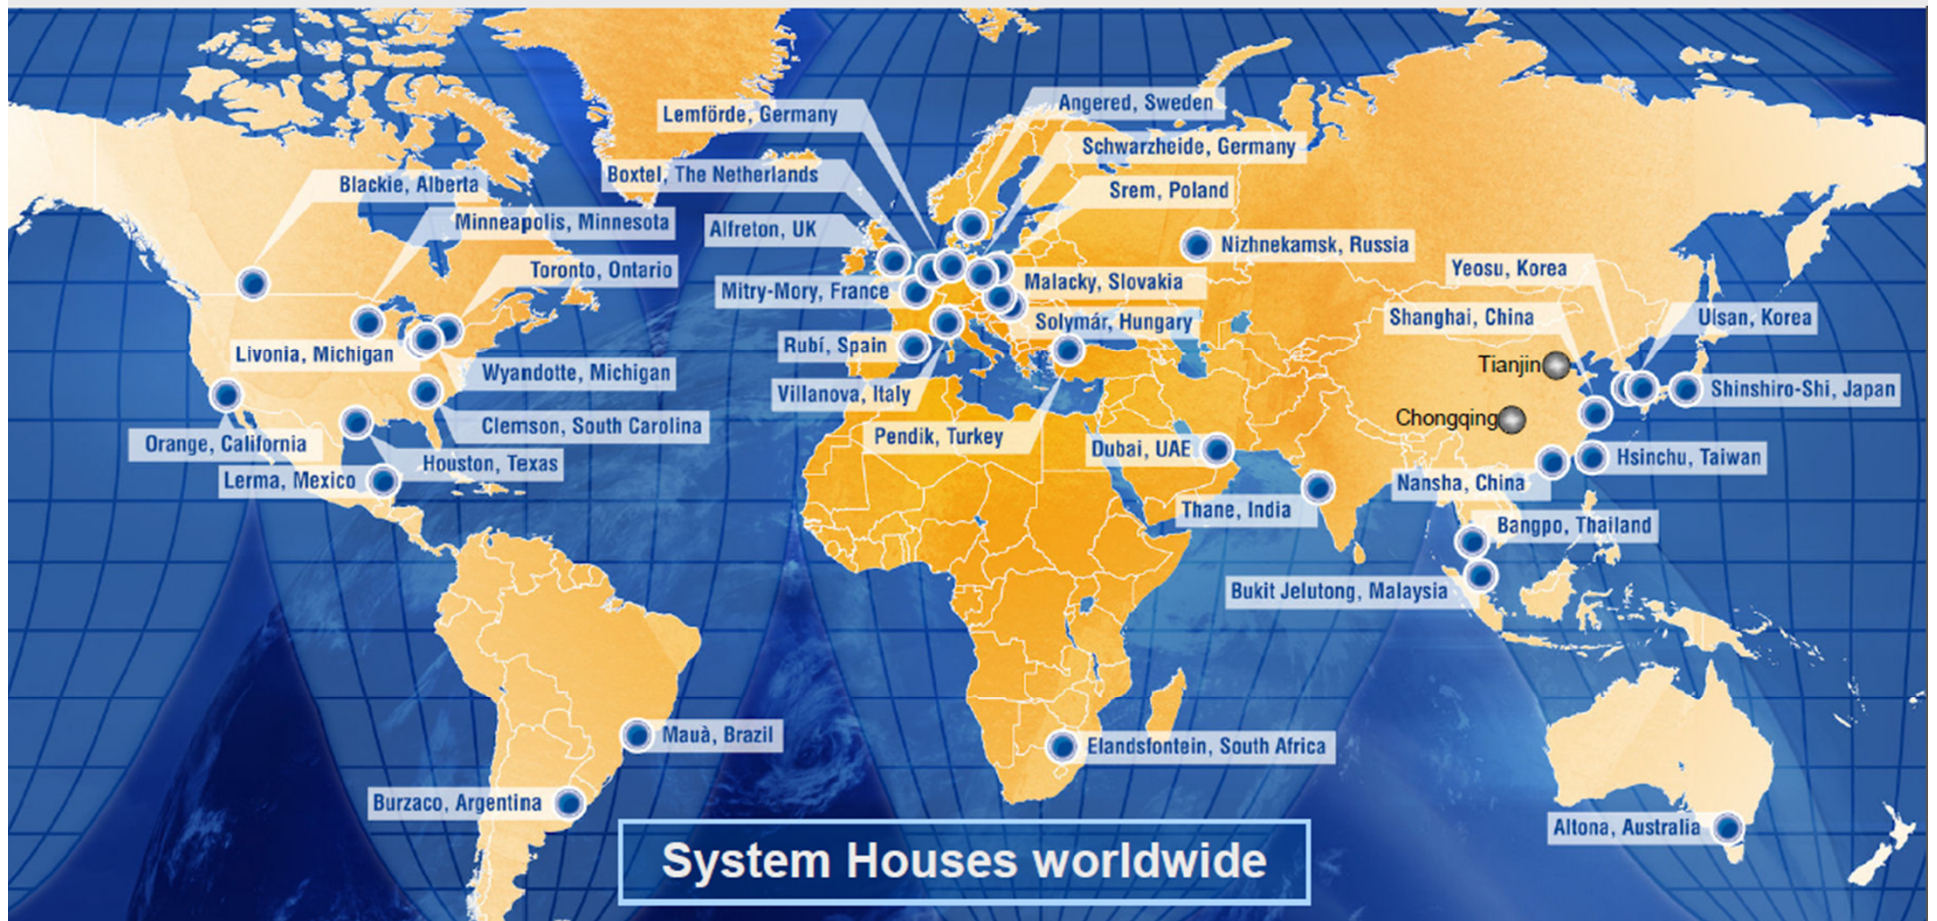 Lemförde, Germany
Angered, Sweden
Schwarzheide, Germany
Boxtel, The Netherlands
Blackie, Alberta
Srem, Poland
Minneapolis, Minnesota
Alfreton, UK
Nizhnekamsk, Russia
Toronto, Ontario
Yeosu, Korea
Malacky, Slovakia
Mitry-Mory, France
Shanghai, China
Ulsan, Korea
Solymár, Hungary
Rubí, Spain
Livonia, Michigan
Tianjin
Wyandotte, Michigan
Shinshiro-Shi, Japan
Villanova, Italy
Chongqing
Clemson, South Carolina
Pendik, Turkey
Orange, California
Dubai, UAE
Hsinchu, Taiwan
Houston, Texas
Lerma, Mexico
Nansha, China
Thane, India
Bangpo, Thailand
Bukit Jelutong, Malaysia
Mauà, Brazil
Elandsfontein, South Africa
Burzaco, Argentina
Altona, Australia
System Houses worldwide